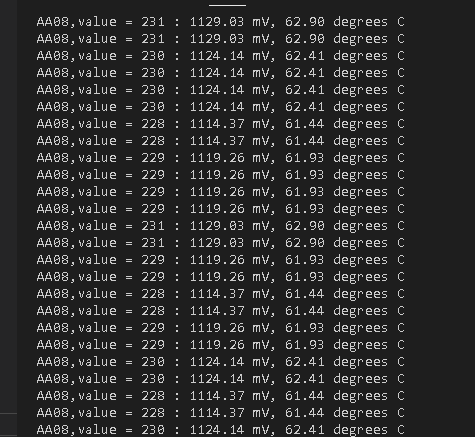 AA08,value = 231 : 1129.03 mV, 62.90 degrees C
AA08,value = 231 : 1129.03 mV, 62.90 degrees C
AA08,value = 230 : 1124.14 mV, 62.41 degrees C
AA08,value = 230 : 1124.14 mV, 62.41 degrees C
AA08,value = 230 : 1124.14 mV, 62.41 degrees C
AA08,value = 230 : 1124.14 mV, 62.41 degrees C
AA08,value = 228 : 1114.37 mV, 61.44 degrees C
AA08,value = 228 : 1114.37 mV, 61.44 degrees C
AA08,value = 229 : 1119.26 mV, 61.93 degrees C
AA08,value = 229 : 1119.26 mV, 61.93 degrees C
AA08,value = 229 : 1119.26 mV, 61.93 degrees C
AA08,value = 229 : 1119.26 mV, 61.93 degrees C
AA08,value = 231 : 1129.03 mV, 62.90 degrees C
AA08,value = 231 : 1129.03 mV, 62.90 degrees C
AA08,value = 229 : 1119.26 mV, 61.93 degrees C
AA08,value = 229 : 1119.26 mV, 61.93 degrees C
AA08,value = 228 : 1114.37 mV, 61.44 degrees C
AA08,value = 228 : 1114.37 mV, 61.44 degrees C
AA08,value = 229 : 1119.26 mV, 61.93 degrees C
AA08,value = 229 : 1119.26 mV, 61.93 degrees C
AA08,value = 230 : 1124.14 mV, 62.41 degrees C
AA08,value = 230 : 1124.14 mV, 62.41 degrees C
AA08,value = 228 : 1114.37 mV, 61.44 degrees C
AA08,value = 228 : 1114.37 mV, 61.44 degrees C
AA08,value = 230 : 1124.14 mV, 62.41 degrees C